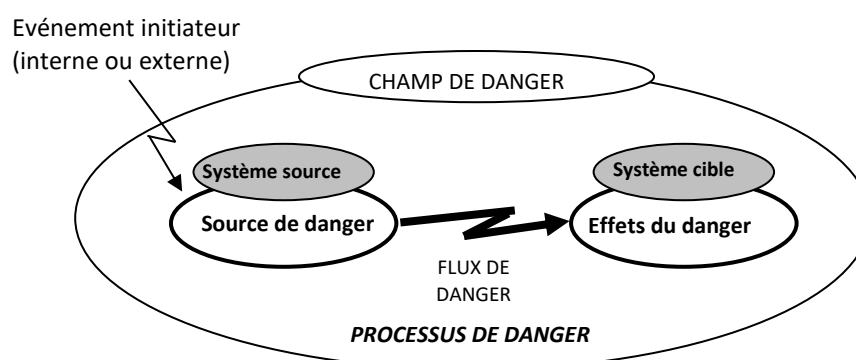 Evénement initiateur
(interne ou externe)
CHAMP DE DANGER
Système source
Système cible
Source de danger
Effets du danger
FLUX DE
DANGER
PROCESSUS DE DANGER